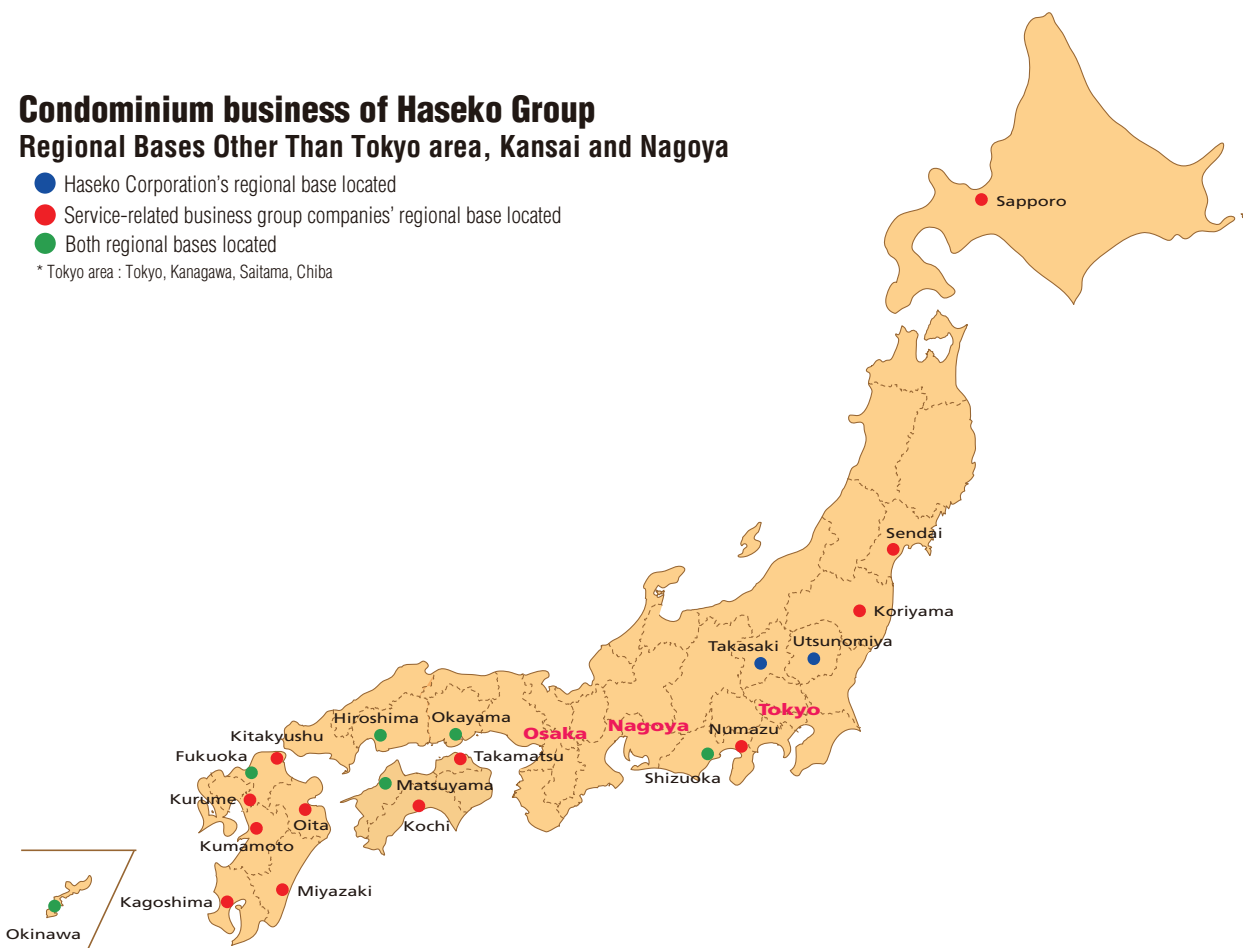 Condominium business of Haseko Group
Regional Bases Other Than Tokyo area, Kansai and Nagoya
Haseko Corporation's regional base located
Service-related business group companies' regional base located
Both regional bases located
* Tokyo area : Tokyo, Kanagawa, Saitama, Chiba
Sapporo
*
Sendai
Koriyama
Utsunomiya
Takasaki
Tokyo
Hiroshima
Okayama
Osaka
Nagoya
Numazu
Kitakyushu
Fukuoka
Takamatsu
Shizuoka
Matsuyama
Kurume
Oita
Kochi
Kumamoto
Miyazaki
Kagoshima
Okinawa